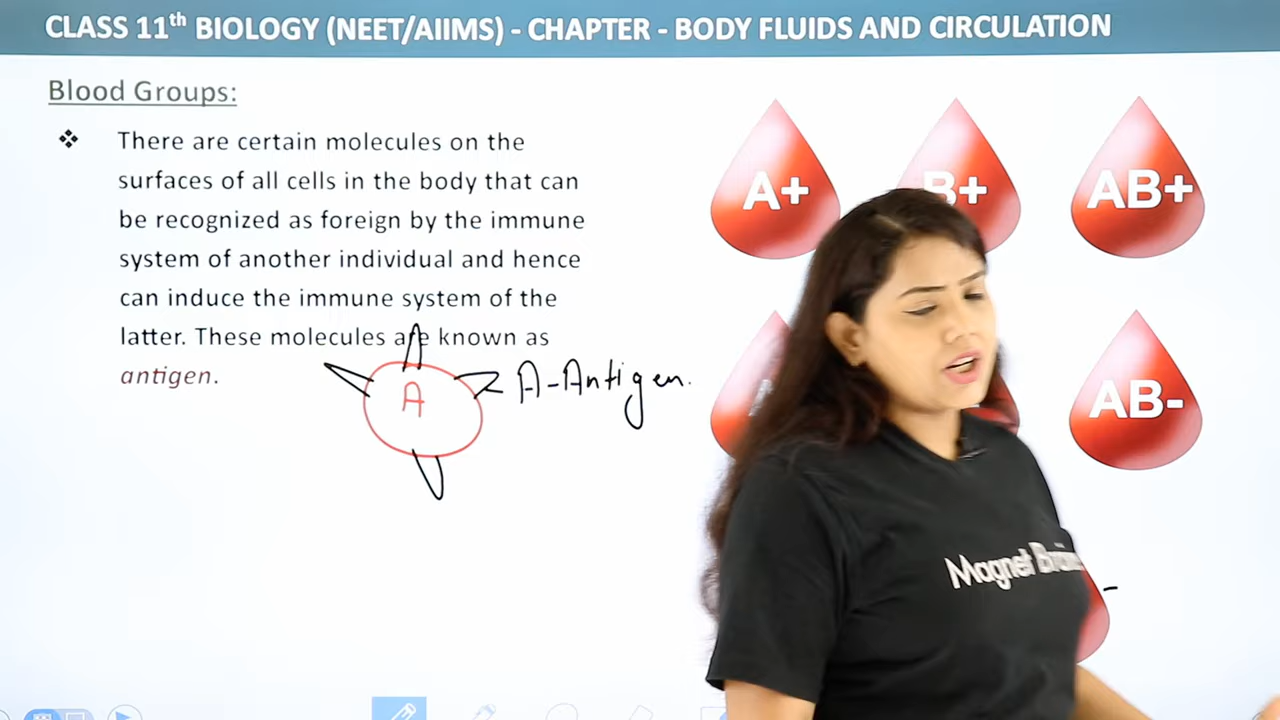 CLASS 11th BIOLOGY (NEET/AIIMS) - CHAPTER - BODY FLUIDS AND CIRCULATION
Blood Groups:
❖ There are certain molecules on the
surfaces of all cells in the body that can
be recognized as foreign by the immune
system of another individual and hence
can induce the immune system of the
latter. These molecules are known as
antigen.
A
A-Antigen.
A+
B+
AB+
AB-
Magnet Brains
-